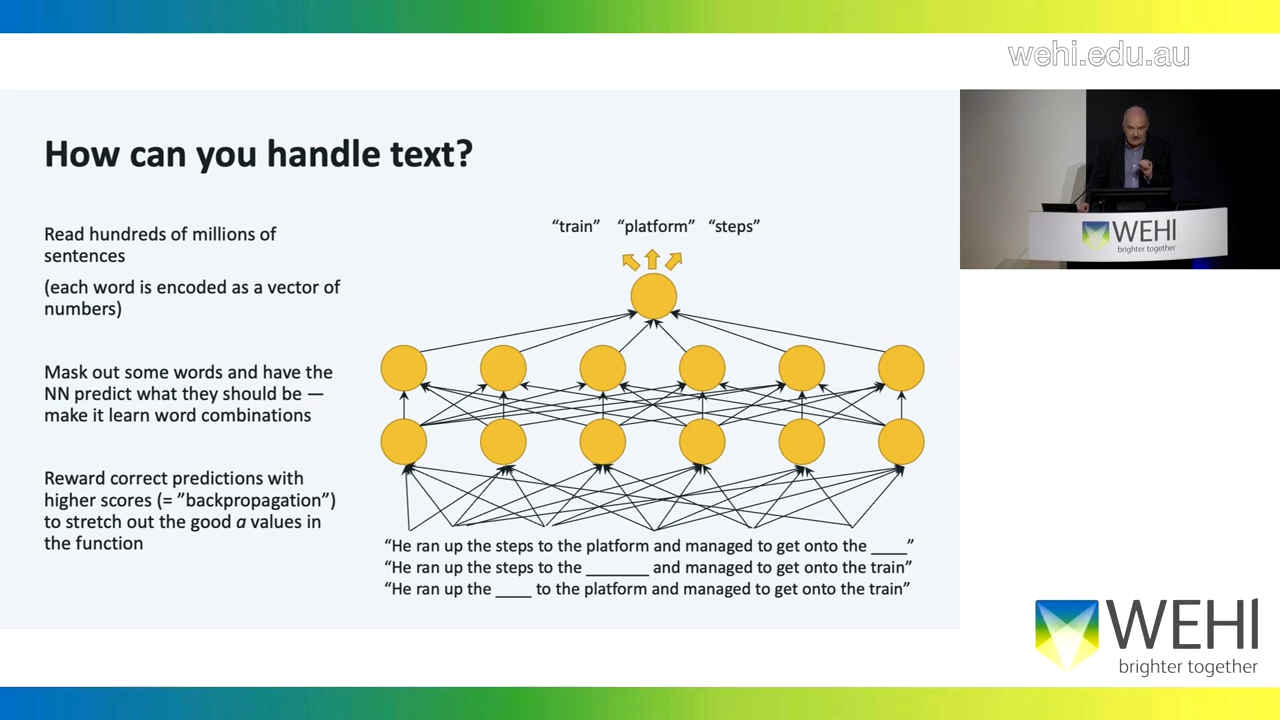 wehi.edu.au
How can you handle text?
Read hundreds of millions of
sentences
(each word is encoded as a vector of
numbers)
Mask out some words and have the
NN predict what they should be —
make it learn word combinations
Reward correct predictions with
higher scores (= ”backpropagation”)
to stretch out the good a values in
the function
“train” “platform” “steps”
“He ran up the steps to the platform and managed to get onto the ____”
“He ran up the steps to the _______ and managed to get onto the train”
“He ran up the ____ to the platform and managed to get onto the train”
WEHI
brighter together
WEHI
brighter together